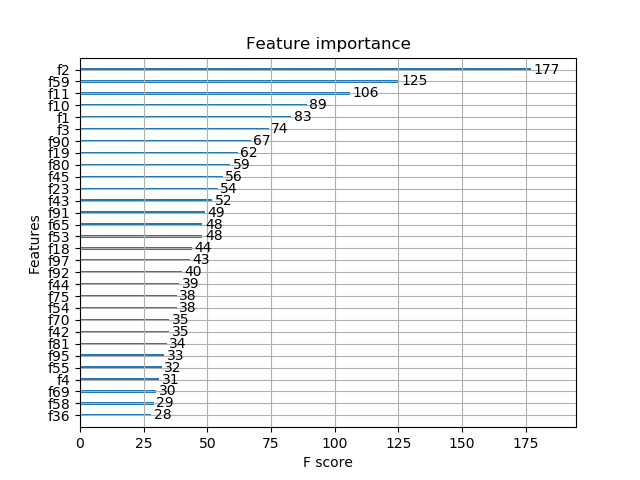 Feature importance
Features
f2 177
f59 125
f11 106
f10 89
f1 83
f3 74
f90 67
f19 62
f80 59
f45 56
f23 54
f43 52
f91 49
f65 48
f53 48
f18 44
f97 43
f92 40
f44 39
f75 38
f54 38
f70 35
f42 35
f81 34
f95 33
f55 32
f4 31
f69 30
f58 29
f36 28
0 25 50 75 100 125 150 175
F score